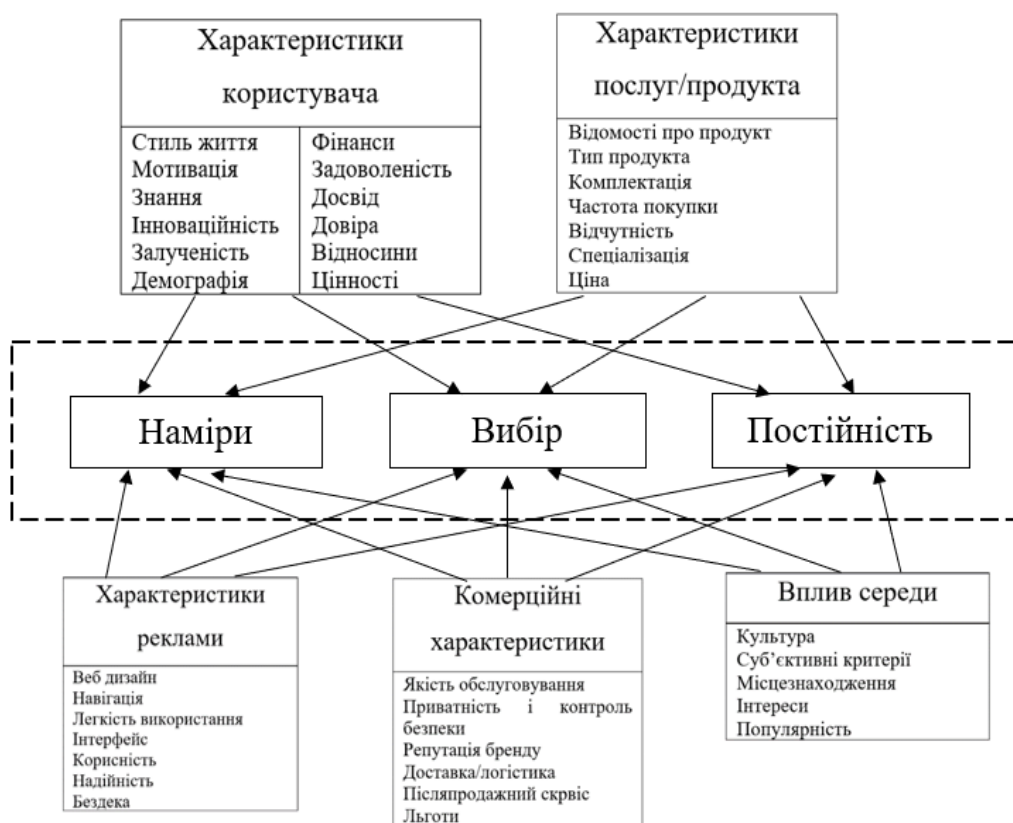 Характеристики
користувача
Стиль життя
Мотивація
Знання
Інноваційність
Залученість
Демографія
Фінанси
Задоволеність
Досвід
Довіра
Відносини
Цінності
Характеристики
послуг/продукта
Відомості про продукт
Тип продукта
Комплектація
Частота покупки
Відчутність
Спеціалізація
Ціна
Наміри
Вибір
Постійність
Характеристики
реклами
Веб дизайн
Навігація
Легкість використання
Інтерфейс
Корисність
Надійність
Бездека
Комерційні
характеристики
Якість обслуговування
Приватність і контроль
безпеки
Репутація бренду
Доставка/логістика
Післяпродажний скрвіс
Льготи
Вплив середи
Культура
Суб’єктивні критерії
Місцезнаходження
Інтереси
Популярність